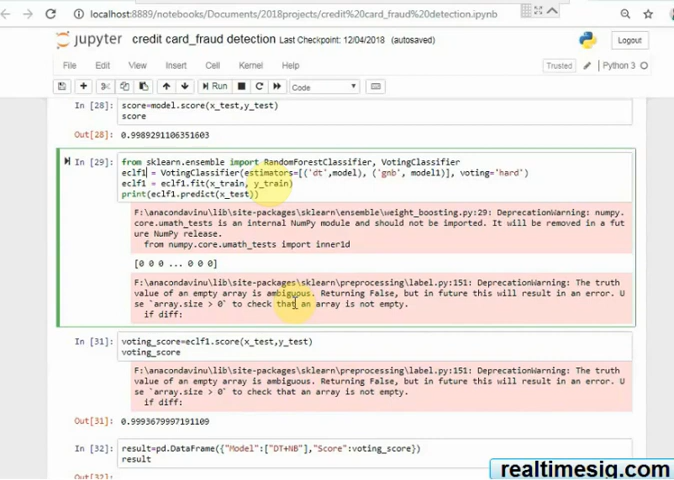 localhost:8889/notebooks/Documents/2018projects/credit%20card_fraud%20detection.ipynb
jupyter credit card_fraud detection Last Checkpoint: 12/04/2018 (autosaved)
Logout
File Edit View Insert Cell Kernel Help Trusted Python 3
Run Code
In [28]: score=model.score(x_test,y_test)
score
Out[28]: 0.9989291106351603
In [29]: from sklearn.ensemble import RandomForestClassifier, VotingClassifier
eclf1 = VotingClassifier(estimators=[('dt',model), ('gnb', model1)], voting='hard')
eclf1 = eclf1.fit(x_train, y_train)
print(eclf1.predict(x_test))
F:\anacondavinu\lib\site-packages\sklearn\ensemble\weight_boosting.py:29: DeprecationWarning: numpy.
core.umath_tests is an internal NumPy module and should not be imported. It will be removed in a fut
ure NumPy release.
from numpy.core.umath_tests import inner1d
[0 0 0 ... 0 0 0]
F:\anacondavinu\lib\site-packages\sklearn\preprocessing\label.py:151: DeprecationWarning: The truth
value of an empty array is ambiguous. Returning False, but in future this will result in an error. U
se `array.size > 0` to check that an array is not empty.
if diff:
In [31]: voting_score=eclf1.score(x_test,y_test)
voting_score
F:\anacondavinu\lib\site-packages\sklearn\preprocessing\label.py:151: DeprecationWarning: The truth
value of an empty array is ambiguous. Returning False, but in future this will result in an error. U
se `array.size > 0` to check that an array is not empty.
if diff:
Out[31]: 0.9993679997191109
In [32]: result=pd.DataFrame({"Model":["DT+NB"],"Score":voting_score})
result
Out[32]:
realtimesig.com